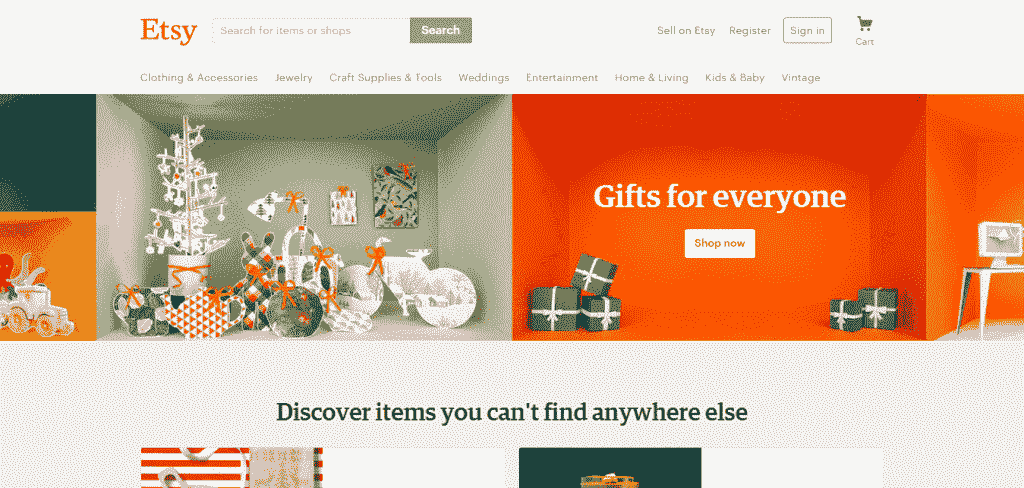 Etsy
Search for items or shops
Search
Sell on Etsy
Register
Sign in
Cart
Clothing & Accessories
Jewelry
Craft Supplies & Tools
Weddings
Entertainment
Home & Living
Kids & Baby
Vintage
Gifts for everyone
Shop now
Discover items you can't find anywhere else